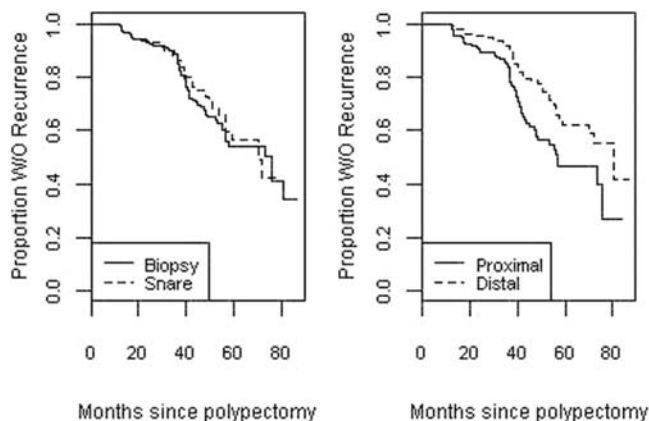 Proportion W/O Recurrence
1.0
0.8
0.6
0.4
0.2
0.0
Biopsy
Snare
0 20 40 60 80
Months since polypectomy
Proportion W/O Recurrence
1.0
0.8
0.6
0.4
0.2
0.0
Proximal
Distal
0 20 40 60 80
Months since polypectomy